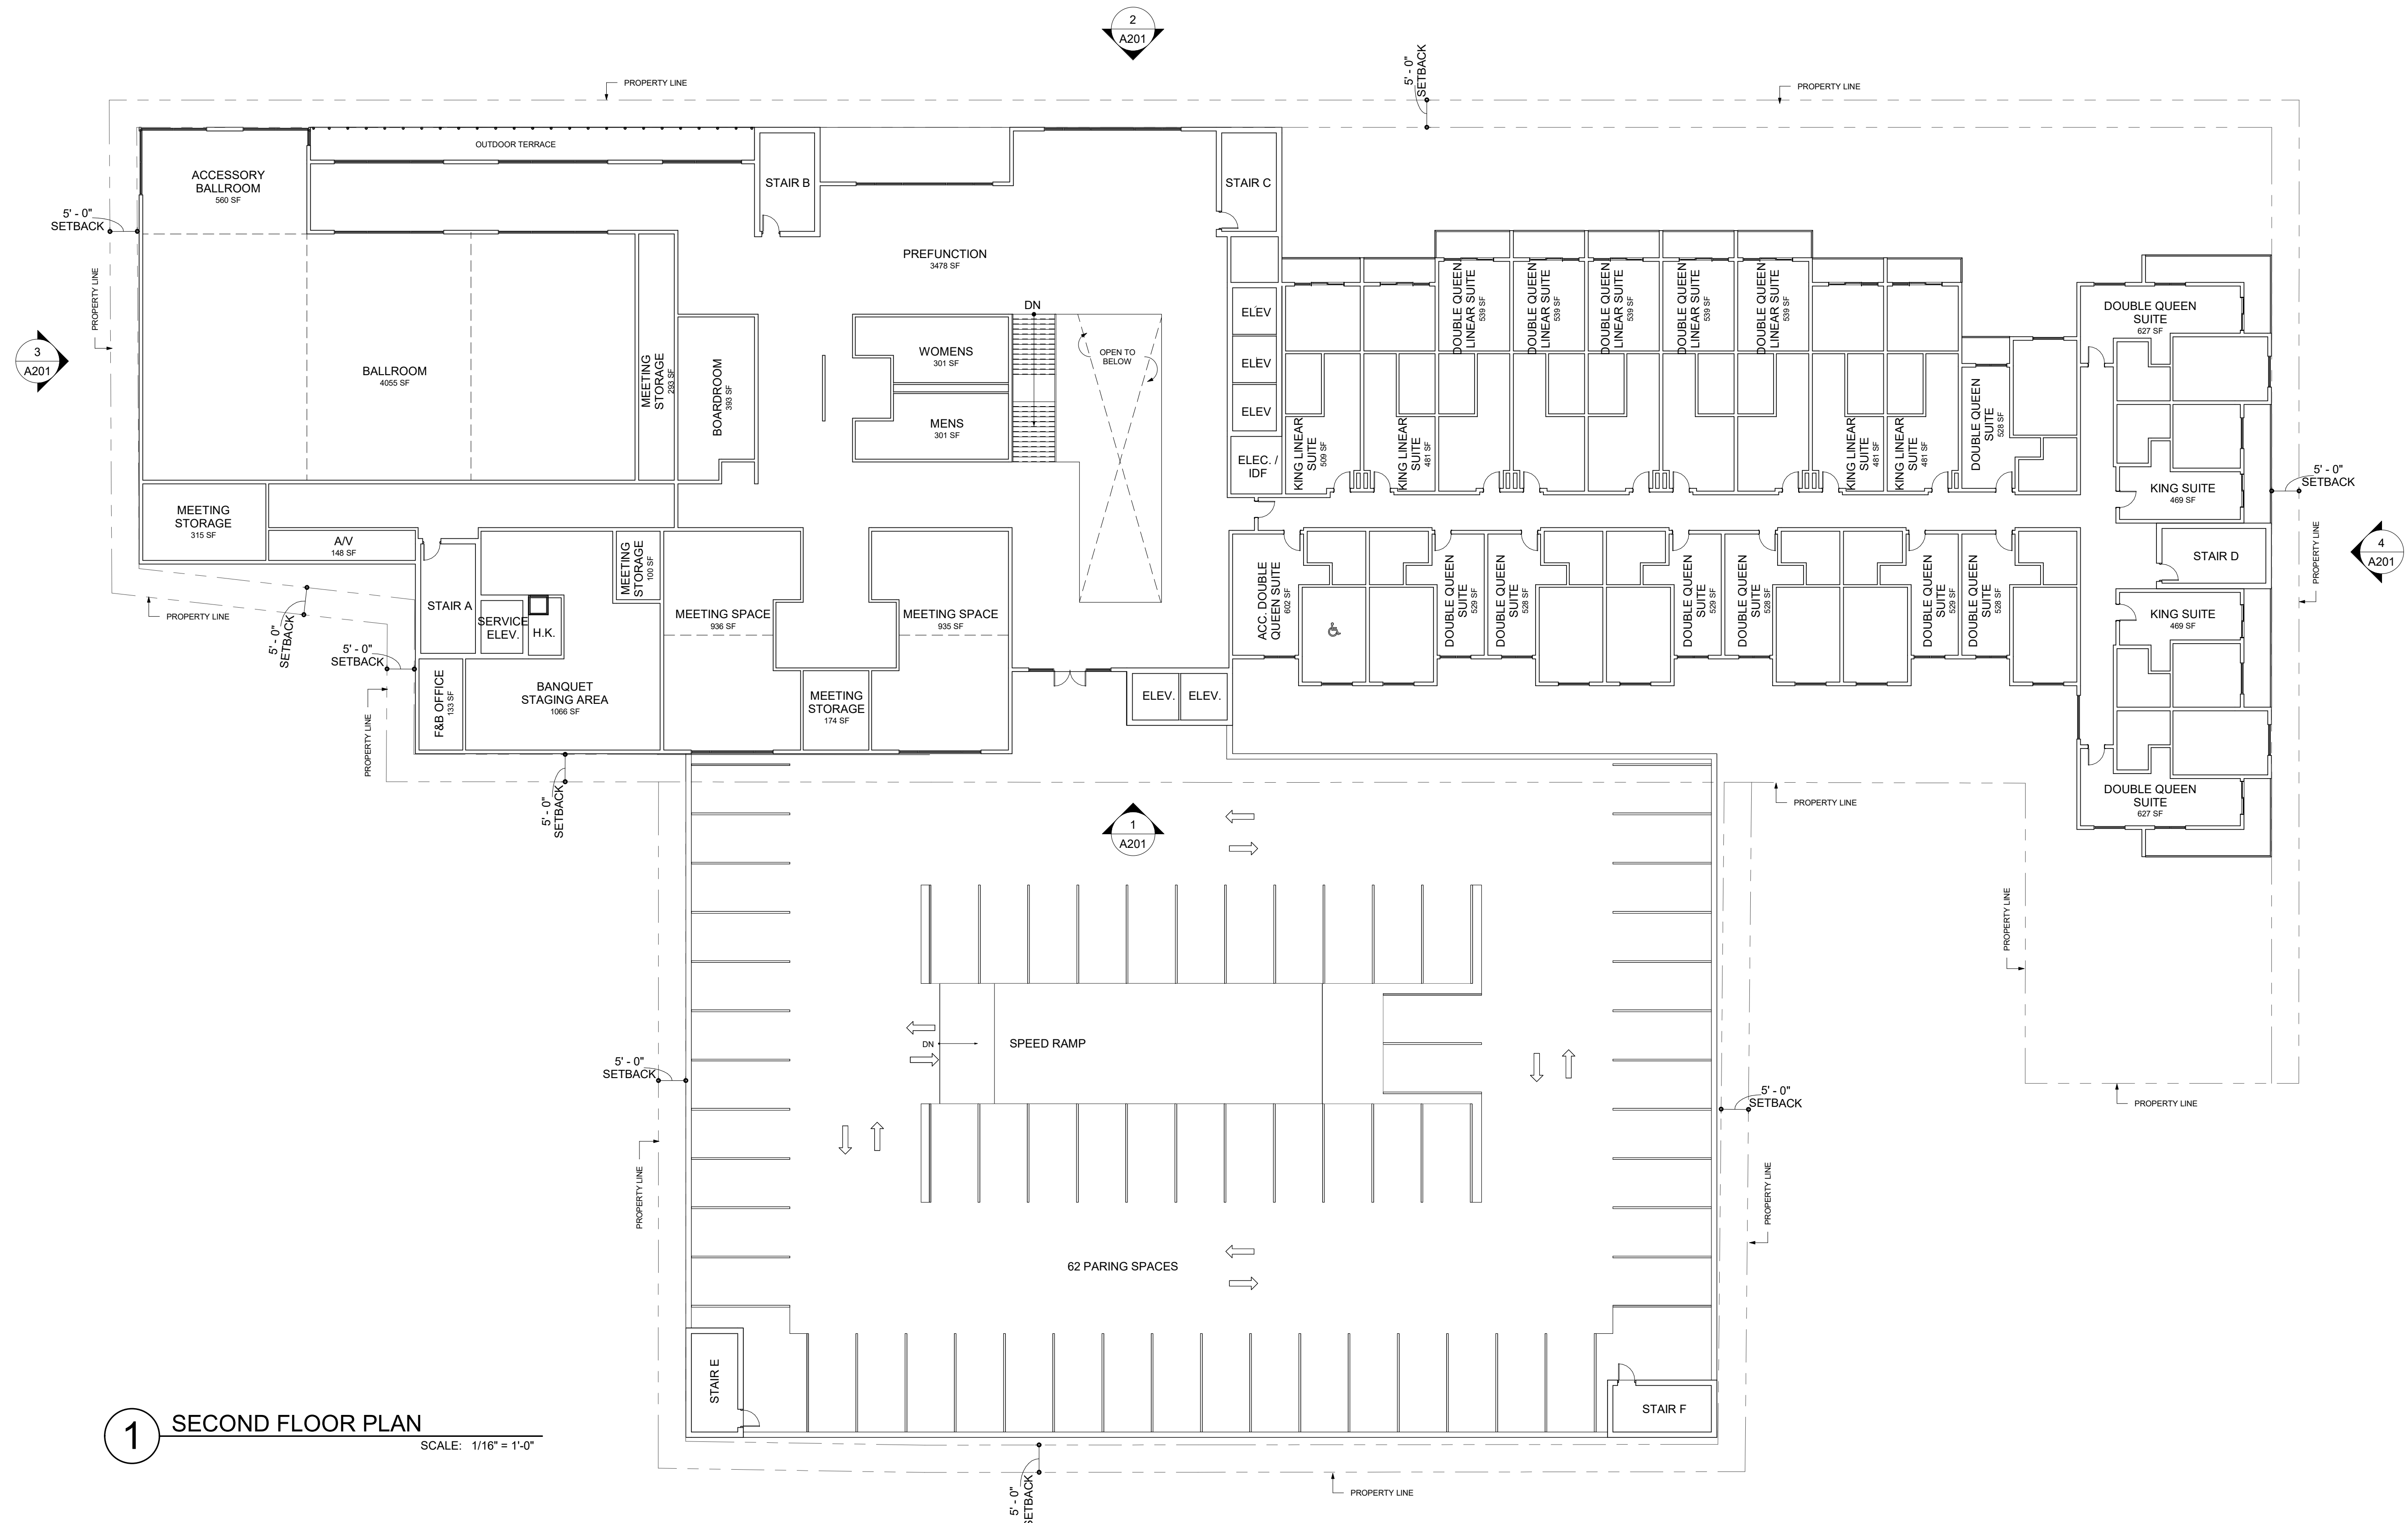 2
A201
5' - 0"
SETBACK
PROPERTY LINE
PROPERTY LINE
OUTDOOR TERRACE
ACCESSORY
BALLROOM
560 SF
STAIR B
STAIR C
5' - 0"
SETBACK
PREFUNCTION
3478 SF
PROPERTY LINE
3
A201
BALLROOM
4055 SF
MEETING
STORAGE
293 SF
BOARDROOM
393 SF
WOMENS
301 SF
MENS
301 SF
DN
OPEN TO
BELOW
ELEV
ELEV
ELEV
ELEC. /
IDF
KING LINEAR
SUITE
509 SF
KING LINEAR
SUITE
481 SF
DOUBLE QUEEN
LINEAR SUITE
539 SF
DOUBLE QUEEN
LINEAR SUITE
539 SF
DOUBLE QUEEN
LINEAR SUITE
539 SF
DOUBLE QUEEN
LINEAR SUITE
539 SF
DOUBLE QUEEN
LINEAR SUITE
539 SF
KING LINEAR
SUITE
481 SF
KING LINEAR
SUITE
481 SF
DOUBLE QUEEN
SUITE
528 SF
DOUBLE QUEEN
SUITE
627 SF
KING SUITE
469 SF
5' - 0"
SETBACK
STAIR D
PROPERTY LINE
4
A201
KING SUITE
469 SF
DOUBLE QUEEN
SUITE
627 SF
MEETING
STORAGE
315 SF
A/V
148 SF
STAIR A
SERVICE
ELEV.
H.K.
MEETING
STORAGE
100 SF
MEETING SPACE
936 SF
MEETING SPACE
935 SF
ACC. DOUBLE
QUEEN SUITE
602 SF
DOUBLE QUEEN
SUITE
529 SF
DOUBLE QUEEN
SUITE
528 SF
DOUBLE QUEEN
SUITE
529 SF
DOUBLE QUEEN
SUITE
528 SF
DOUBLE QUEEN
SUITE
529 SF
DOUBLE QUEEN
SUITE
528 SF
PROPERTY LINE
5' - 0"
SETBACK
5' - 0"
SETBACK
PROPERTY LINE
F&B OFFICE
133 SF
BANQUET
STAGING AREA
1066 SF
MEETING
STORAGE
174 SF
ELEV.
ELEV.
5' - 0"
SETBACK
1
A201
PROPERTY LINE
PROPERTY LINE
DN
SPEED RAMP
5' - 0"
SETBACK
5' - 0"
SETBACK
PROPERTY LINE
PROPERTY LINE
PROPERTY LINE
62 PARING SPACES
STAIR E
STAIR F
1
SECOND FLOOR PLAN
SCALE: 1/16" = 1'-0"
5' - 0"
SETBACK
PROPERTY LINE